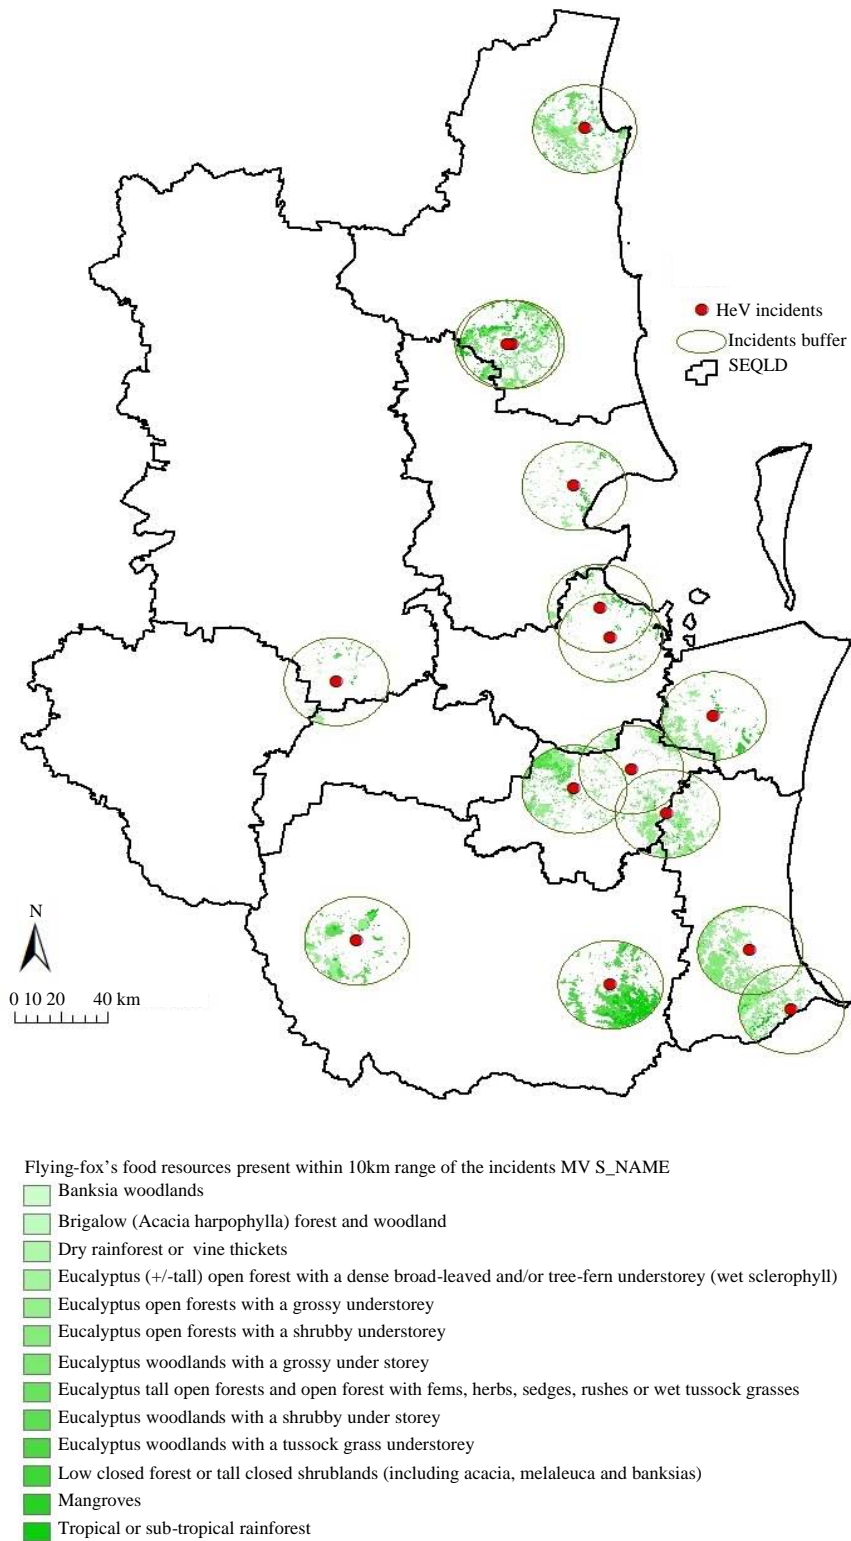 HeV incidents
Incidents buffer
SEQLD
N
0 10 20 40 km
Flying-fox's food resources present within 10km range of the incidents MV S_NAME
Banksia woodlands
Brigalow (Acacia harpophylla) forest and woodland
Dry rainforest or vine thickets
Eucalyptus (+/-tall) open forest with a dense broad-leaved and/or tree-fern understorey (wet sclerophyll)
Eucalyptus open forests with a grossy understorey
Eucalyptus open forests with a shrubby understorey
Eucalyptus woodlands with a grossy under storey
Eucalyptus tall open forests and open forest with fems, herbs, sedges, rushes or wet tussock grasses
Eucalyptus woodlands with a shrubby under storey
Eucalyptus woodlands with a tussock grass understorey
Low closed forest or tall closed shrublands (including acacia, melaleuca and banksias)
Mangroves
Tropical or sub-tropical rainforest